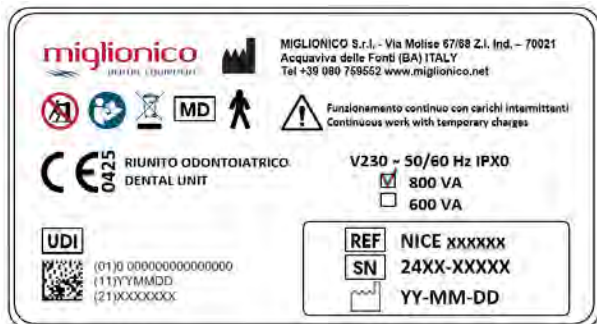 miglionico
dental equipment
MIGLIONICO S.r.l. - Via Molise 67/68 Z.I. Ind. – 70021
Acquaviva delle Fonti (BA) ITALY
Tel +39 080 759552 www.miglionico.net
MD
Funzionamento continuo con carichi intermittenti
Continuous work with temporary charges
CE 0425
RIUNITO ODONTOIATRICO
DENTAL UNIT
V230 ~ 50/60 Hz IPX0
800 VA
600 VA
UDI
(01)0 000000000000000
(11)YYMMDD
(21)XXXXXXX
REF NICE xxxxxx
SN 24XX-XXXXX
YY-MM-DD